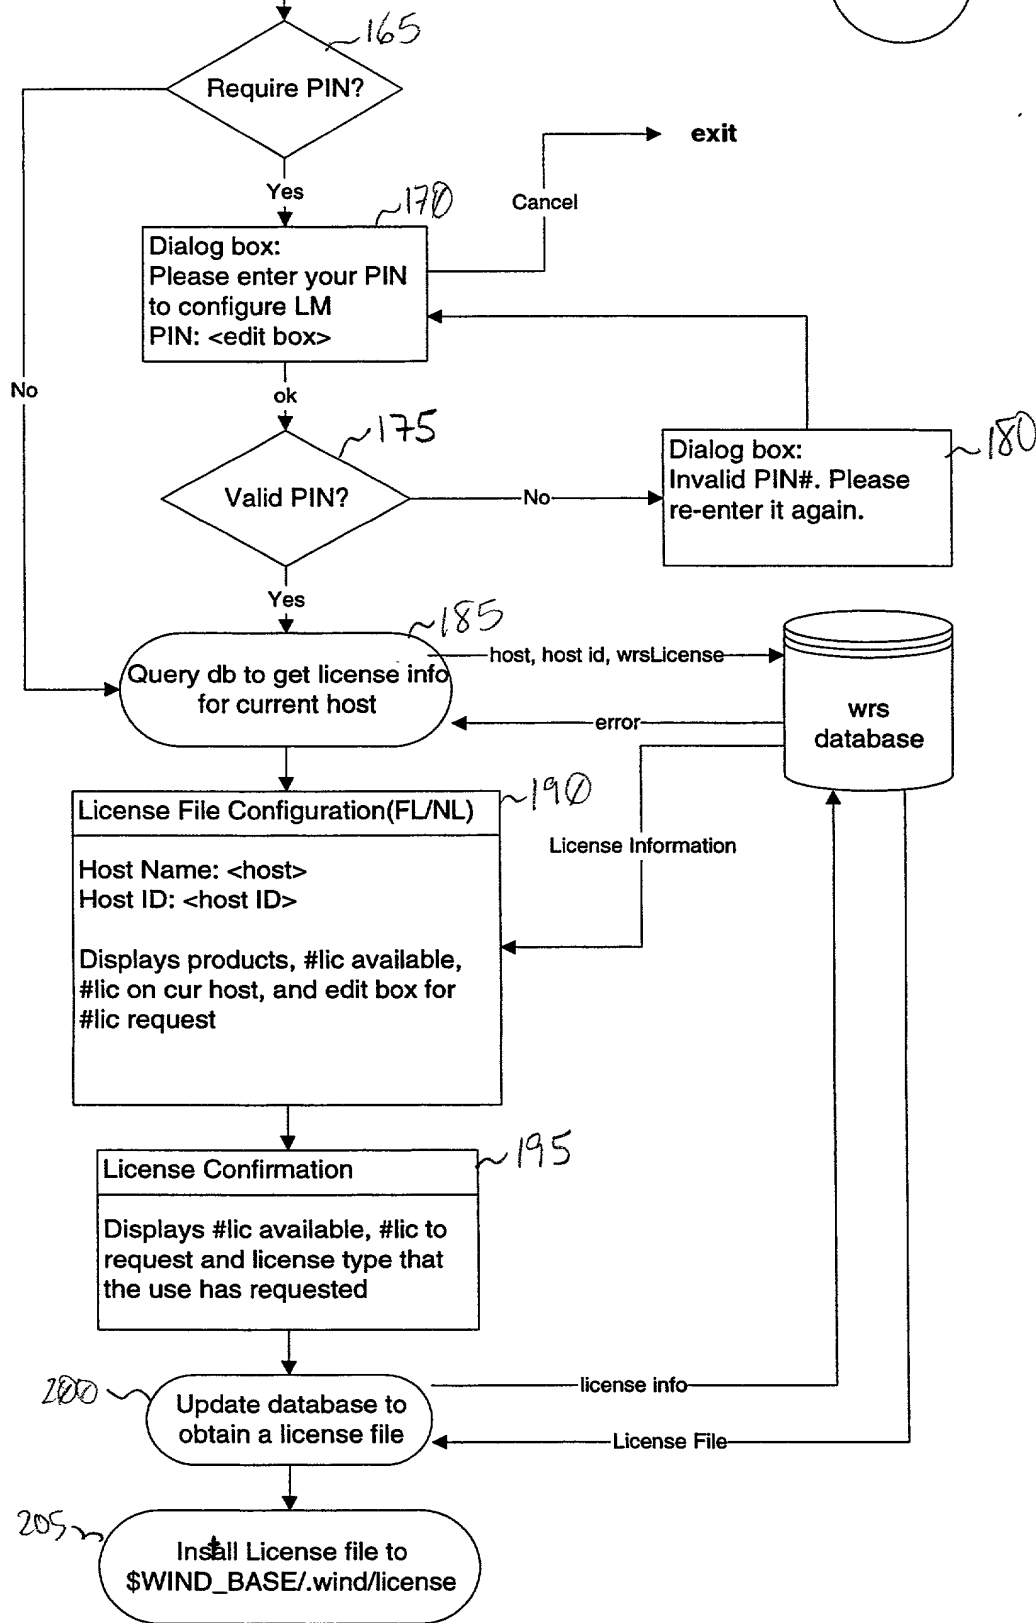 165
Require PIN?
exit
Yes
Cancel
170
Dialog box:
Please enter your PIN
to configure LM
PIN: <edit box>
No
ok
175
180
Dialog box:
Invalid PIN#. Please
re-enter it again.
Valid PIN?
No
Yes
185
host, host id, wrsLicense
Query db to get license info
for current host
wrs
database
error
190
License File Configuration(FL/NL)
License Information
Host Name: <host>
Host ID: <host ID>
Displays products, #lic available,
#lic on cur host, and edit box for
#lic request
195
License Confirmation
Displays #lic available, #lic to
request and license type that
the use has requested
200
license info
Update database to
obtain a license file
License File
205
Install License file to
$WIND_BASE/.wind/license